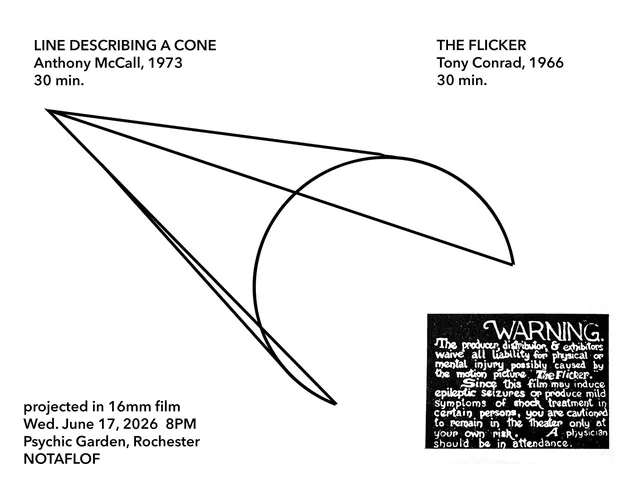 LINE DESCRIBING A CONE
Anthony McCall, 1973
30 min.
THE FLICKER
Tony Conrad, 1966
30 min.
WARNING.
The producer, distributor, & exhibitors
waive all liability for physical or
mental injury possibly caused by
the motion picture The Flicker.
Since this film may induce
epileptic seizures or produce mild
symptoms of shock treatment in
certain persons, you are cautioned
to remain in the theater only at
your own risk. A physician
should be in attendance.
projected in 16mm film
Wed. June 17, 2026 8PM
Psychic Garden, Rochester
NOTAFLOF